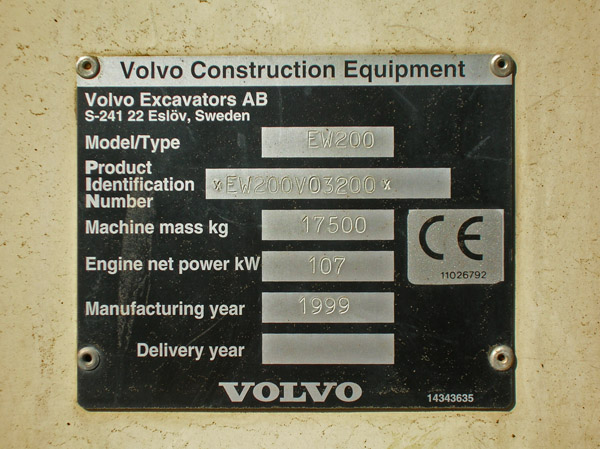 Volvo Construction Equipment
Volvo Excavators AB
S-241 22 Eslöv, Sweden
Model/Type EW200
Product
Identification *EW200V03200*
Number
Machine mass kg 17500
Engine net power kW 107
CE
11026792
Manufacturing year 1999
Delivery year
VOLVO
14343635